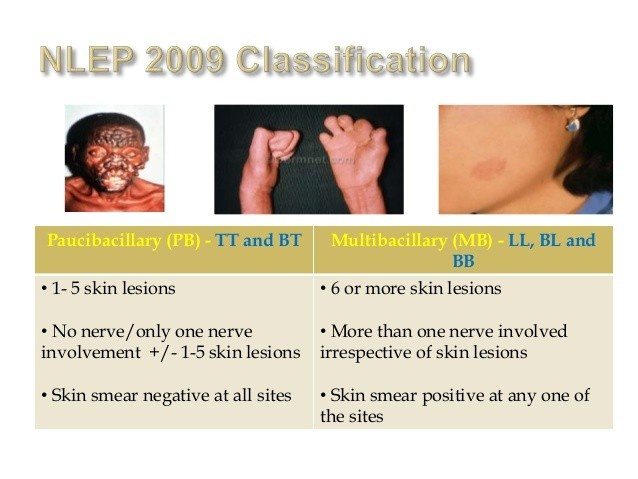 NLEP 2009 Classification
Paucibacillary (PB) - TT and BT
Multibacillary (MB) - LL, BL and
BB
• 1- 5 skin lesions
• No nerve/only one nerve
involvement +/- 1-5 skin lesions
• Skin smear negative at all sites
• 6 or more skin lesions
• More than one nerve involved
irrespective of skin lesions
• Skin smear positive at any one of
the sites